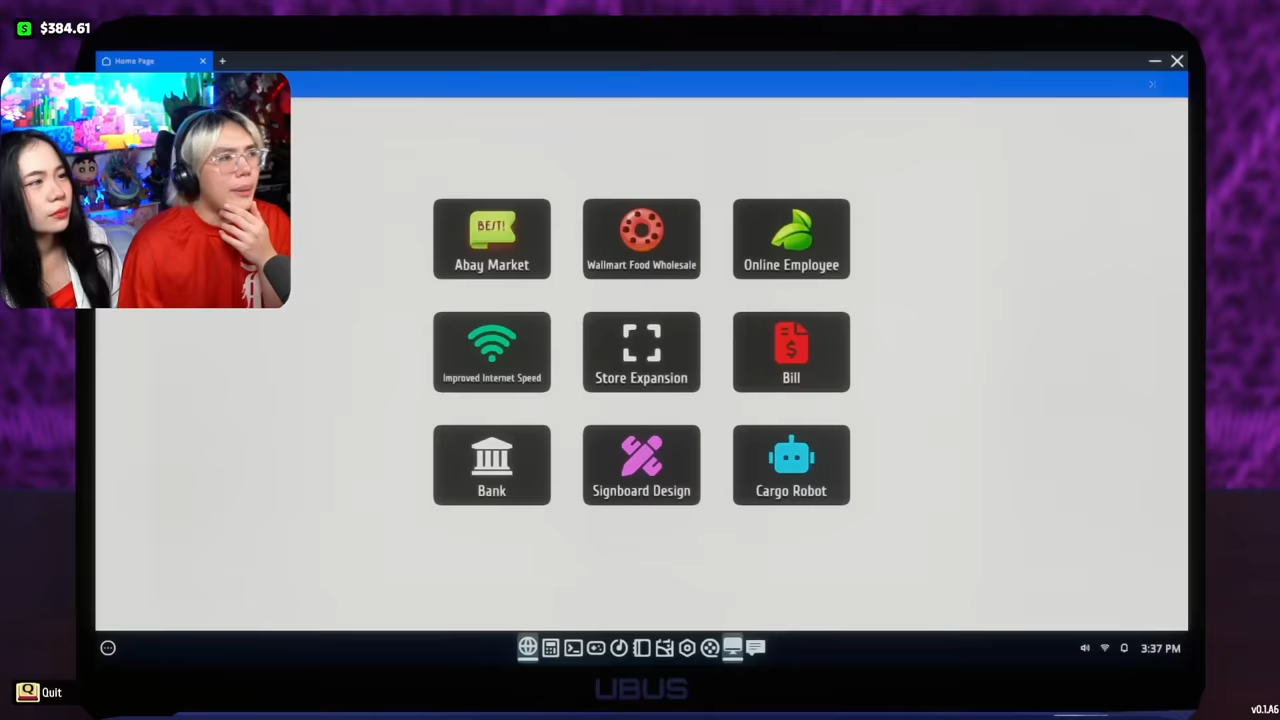 $384.61
Home Page
BEST!
Abay Market
Wallmart Food Wholesale
Online Employee
Improved Internet Speed
Store Expansion
Bill
Bank
Signboard Design
Cargo Robot
3:37 PM
UBUS
Q Quit
v0.1.A6